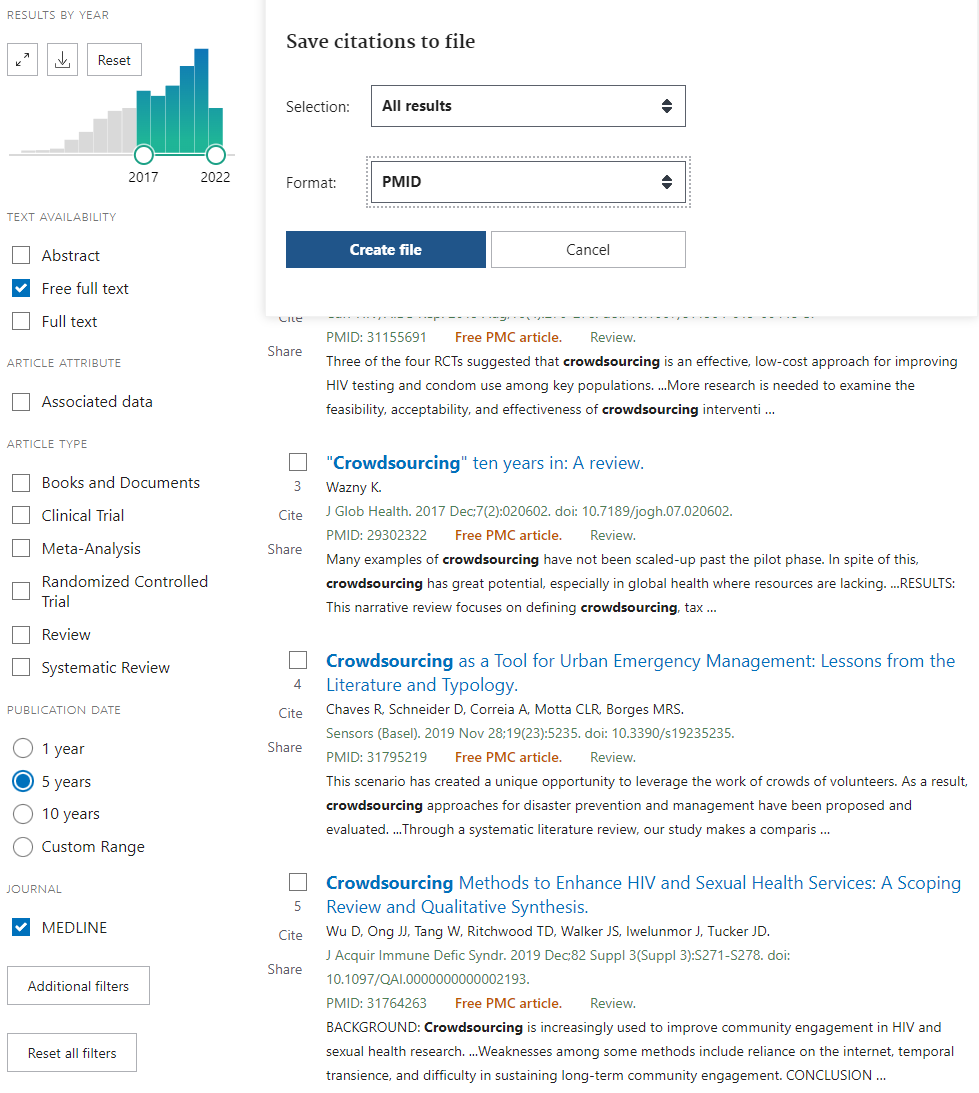 RESULTS BY YEAR
Reset
2017
2022
TEXT AVAILABILITY
Abstract
Free full text
Full text
ARTICLE ATTRIBUTE
Associated data
ARTICLE TYPE
Books and Documents
Clinical Trial
Meta-Analysis
Randomized Controlled
Trial
Review
Systematic Review
PUBLICATION DATE
1 year
5 years
10 years
Custom Range
JOURNAL
MEDLINE
Additional filters
Reset all filters
Save citations to file
Selection:
All results
Format:
PMID
Create file
Cancel
Cite
Share
PMID: 31155691 Free PMC article. Review.
Three of the four RCTs suggested that crowdsourcing is an effective, low-cost approach for improving
HIV testing and condom use among key populations. ...More research is needed to examine the
feasibility, acceptability, and effectiveness of crowdsourcing interventi ...
3
Cite
Share
"Crowdsourcing" ten years in: A review.
Wazny K.
J Glob Health. 2017 Dec;7(2):020602. doi: 10.7189/jogh.07.020602.
PMID: 29302322 Free PMC article. Review.
Many examples of crowdsourcing have not been scaled-up past the pilot phase. In spite of this,
crowdsourcing has great potential, especially in global health where resources are lacking. ...RESULTS:
This narrative review focuses on defining crowdsourcing, tax ...
4
Cite
Share
Crowdsourcing as a Tool for Urban Emergency Management: Lessons from the
Literature and Typology.
Chaves R, Schneider D, Correia A, Motta CLR, Borges MRS.
Sensors (Basel). 2019 Nov 28;19(23):5235. doi: 10.3390/s19235235.
PMID: 31795219 Free PMC article. Review.
This scenario has created a unique opportunity to leverage the work of crowds of volunteers. As a result,
crowdsourcing approaches for disaster prevention and management have been proposed and
evaluated. ...Through a systematic literature review, our study makes a comparis ...
5
Cite
Share
Crowdsourcing Methods to Enhance HIV and Sexual Health Services: A Scoping
Review and Qualitative Synthesis.
Wu D, Ong JJ, Tang W, Ritchwood TD, Walker JS, Iwelunmor J, Tucker JD.
J Acquir Immune Defic Syndr. 2019 Dec;82 Suppl 3(Suppl 3):S271-S278. doi:
10.1097/QAI.0000000000002193.
PMID: 31764263 Free PMC article. Review.
BACKGROUND: Crowdsourcing is increasingly used to improve community engagement in HIV and
sexual health research. ...Weaknesses among some methods include reliance on the internet, temporal
transience, and difficulty in sustaining long-term community engagement. CONCLUSION ...